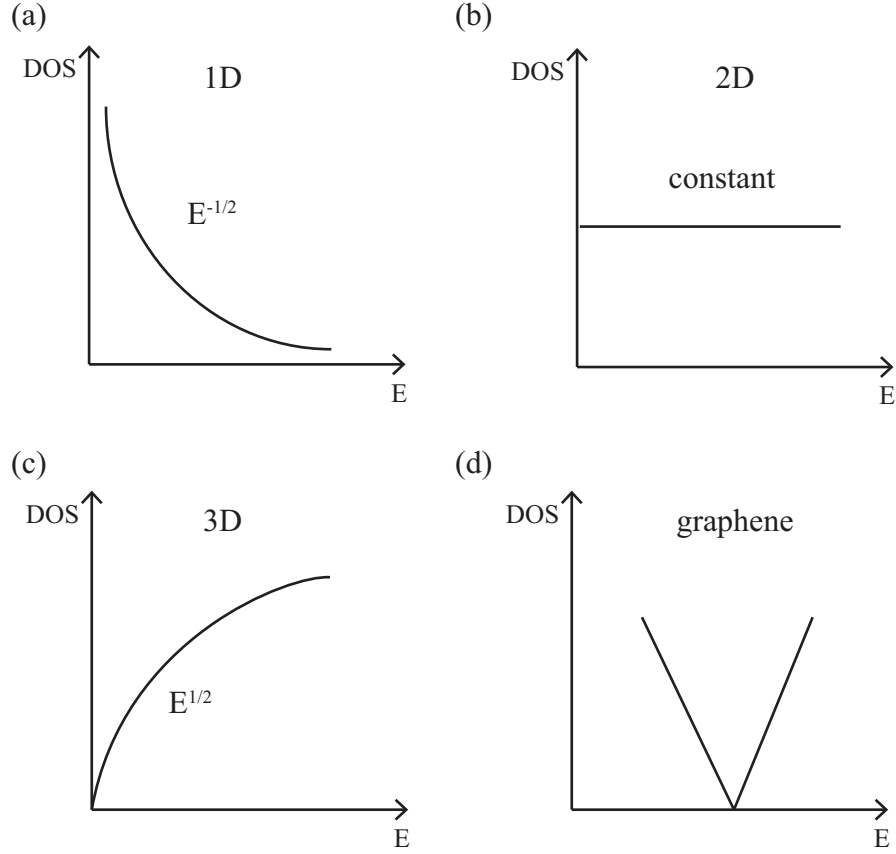 (a)
DOS
1D
E^-1/2
E
(b)
DOS
2D
constant
E
(c)
DOS
3D
E^1/2
E
(d)
DOS
graphene
E